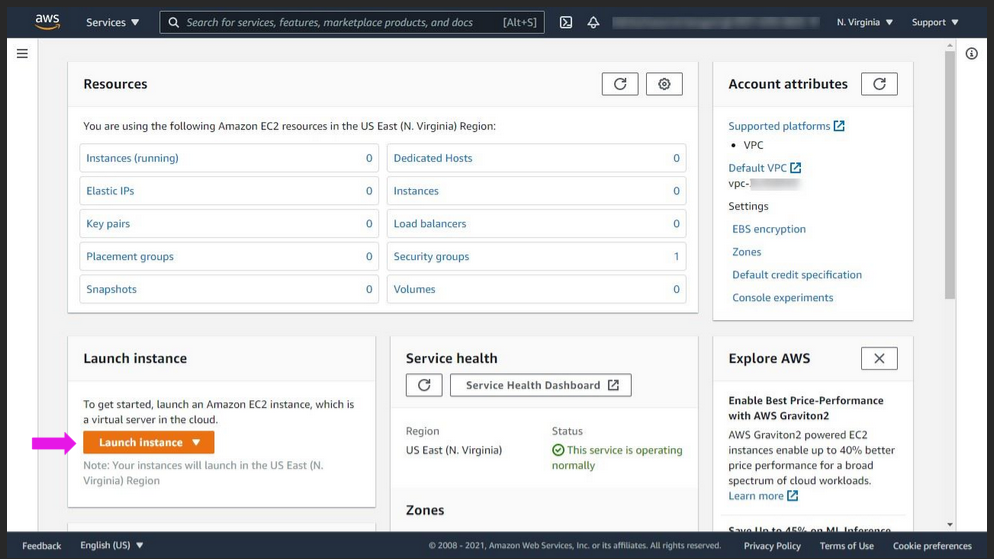 aws
Services
Search for services, features, marketplace products, and docs [Alt+S]
N. Virginia
Support
Resources
You are using the following Amazon EC2 resources in the US East (N. Virginia) Region:
Instances (running) 0
Dedicated Hosts 0
Elastic IPs 0
Instances 0
Key pairs 0
Load balancers 0
Placement groups 0
Security groups 1
Snapshots 0
Volumes 0
Account attributes
Supported platforms
• VPC
Default VPC
vpc-
Settings
EBS encryption
Zones
Default credit specification
Console experiments
Launch instance
To get started, launch an Amazon EC2 instance, which is
a virtual server in the cloud.
Launch instance
Note: Your instances will launch in the US East (N.
Virginia) Region
Service health
Service Health Dashboard
Region
US East (N. Virginia)
Status
This service is operating
normally
Zones
Explore AWS
Enable Best Price-Performance
with AWS Graviton2
AWS Graviton2 powered EC2
instances enable up to 40% better
price performance for a broad
spectrum of cloud workloads.
Learn more
Save Up to 45% on ML Inference
Feedback
English (US)
© 2008 - 2021, Amazon Web Services, Inc. or its affiliates. All rights reserved.
Privacy Policy
Terms of Use
Cookie preferences